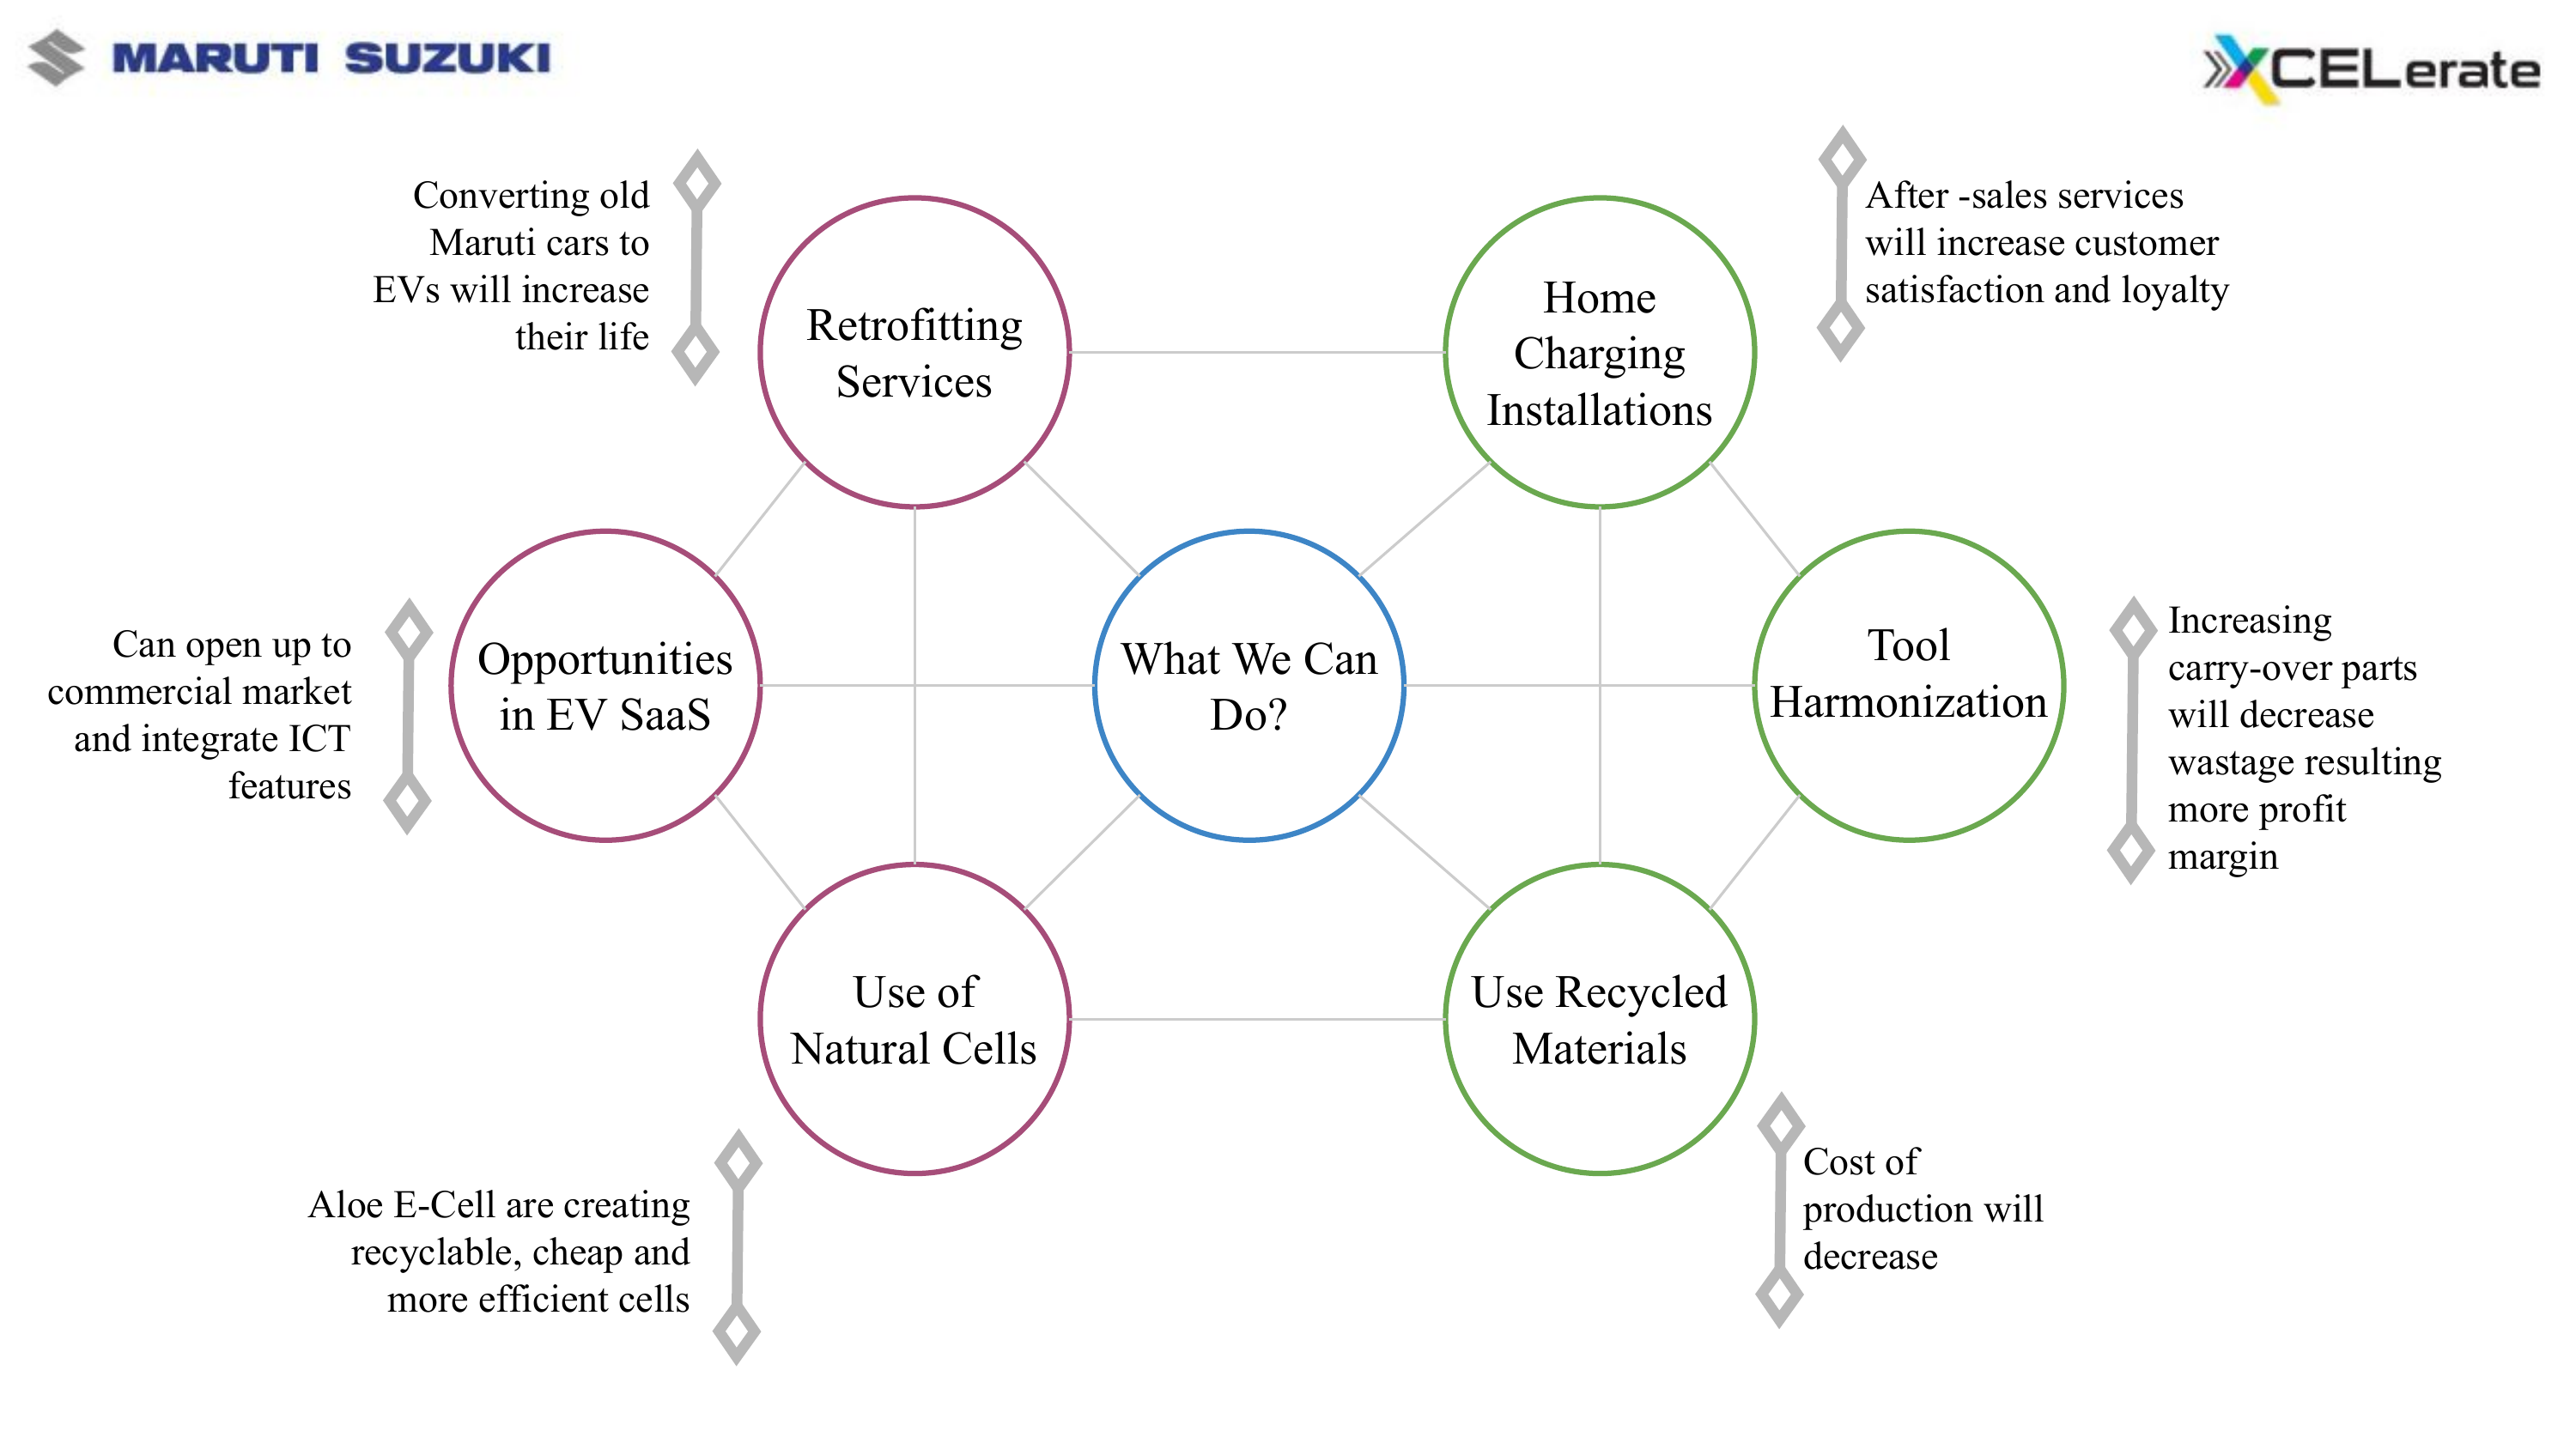 MARUTI SUZUKI
XCELerate
Converting old
Maruti cars to
EVs will increase
their life
Retrofitting
Services
Home
Charging
Installations
After -sales services
will increase customer
satisfaction and loyalty
Can open up to
commercial market
and integrate ICT
features
Opportunities
in EV SaaS
What We Can
Do?
Tool
Harmonization
Increasing
carry-over parts
will decrease
wastage resulting
more profit
margin
Use of
Natural Cells
Use Recycled
Materials
Aloe E-Cell are creating
recyclable, cheap and
more efficient cells
Cost of
production will
decrease